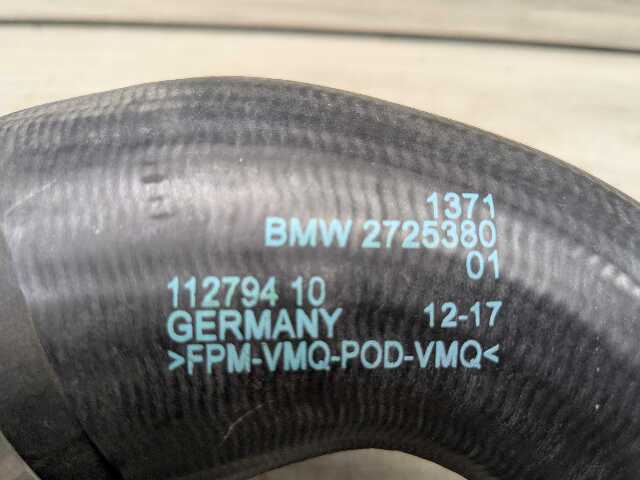 1371
BMW 2725380
01
112794 10
GERMANY 12-17
>FPM-VMQ-POD-VMQ<